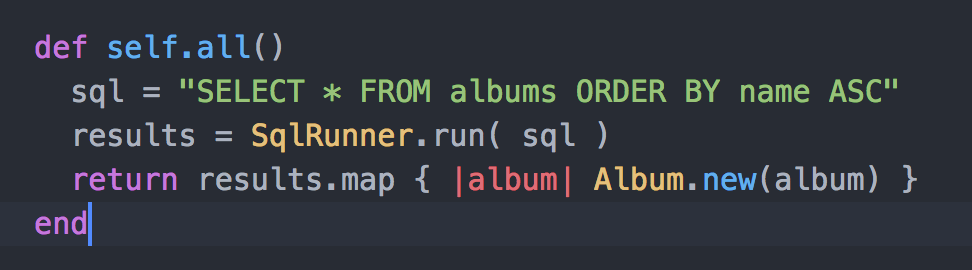 def self.all()
  sql = "SELECT * FROM albums ORDER BY name ASC"
  results = SqlRunner.run( sql )
  return results.map { |album| Album.new(album) }
end